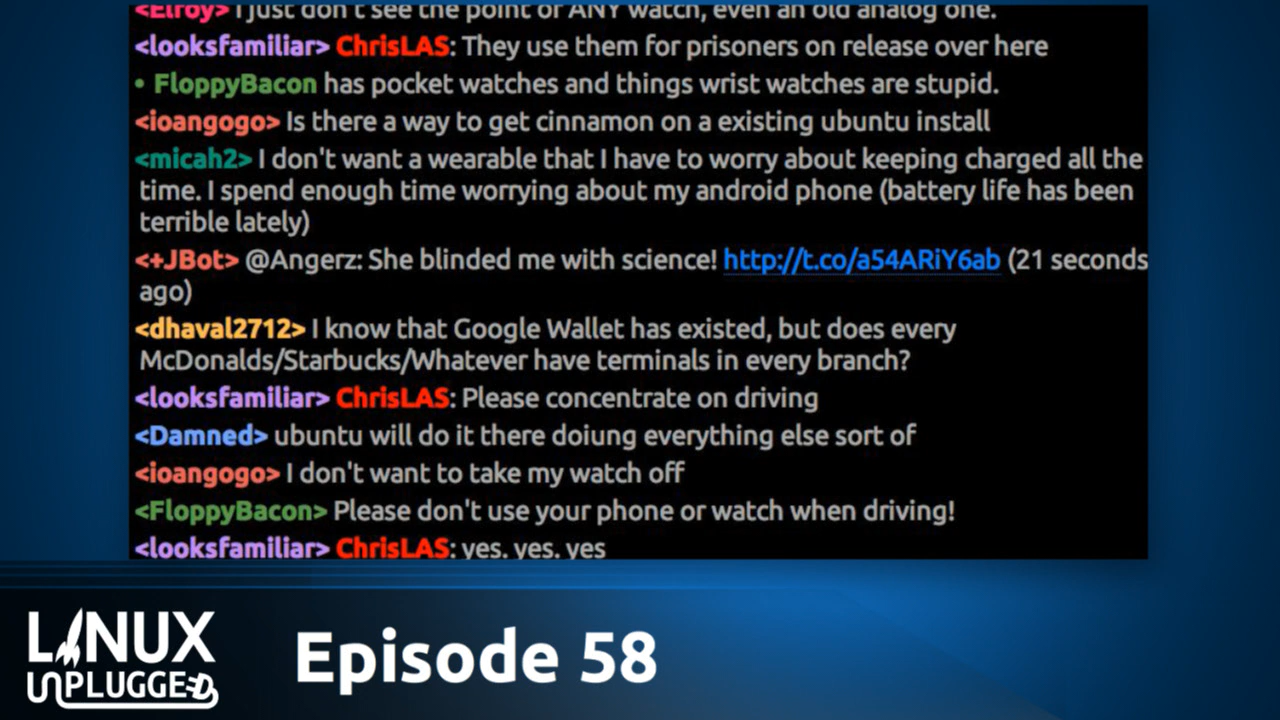 <Elroy> I just don't see the point of ANY watch, even an old analog one.
<looksfamiliar> ChrisLAS: They use them for prisoners on release over here
• FloppyBacon has pocket watches and things wrist watches are stupid.
<ioangogo> Is there a way to get cinnamon on a existing ubuntu install
<micah2> I don't want a wearable that I have to worry about keeping charged all the
time. I spend enough time worrying about my android phone (battery life has been
terrible lately)
<+JBot> @Angerz: She blinded me with science! http://t.co/a54ARiY6ab (21 seconds
ago)
<dhaval2712> I know that Google Wallet has existed, but does every
McDonalds/Starbucks/Whatever have terminals in every branch?
<looksfamiliar> ChrisLAS: Please concentrate on driving
<Damned> ubuntu will do it there doiung everything else sort of
<ioangogo> I don't want to take my watch off
<FloppyBacon> Please don't use your phone or watch when driving!
<looksfamiliar> ChrisLAS: yes. yes. yes
LINUX
UNPLUGGED
Episode 58